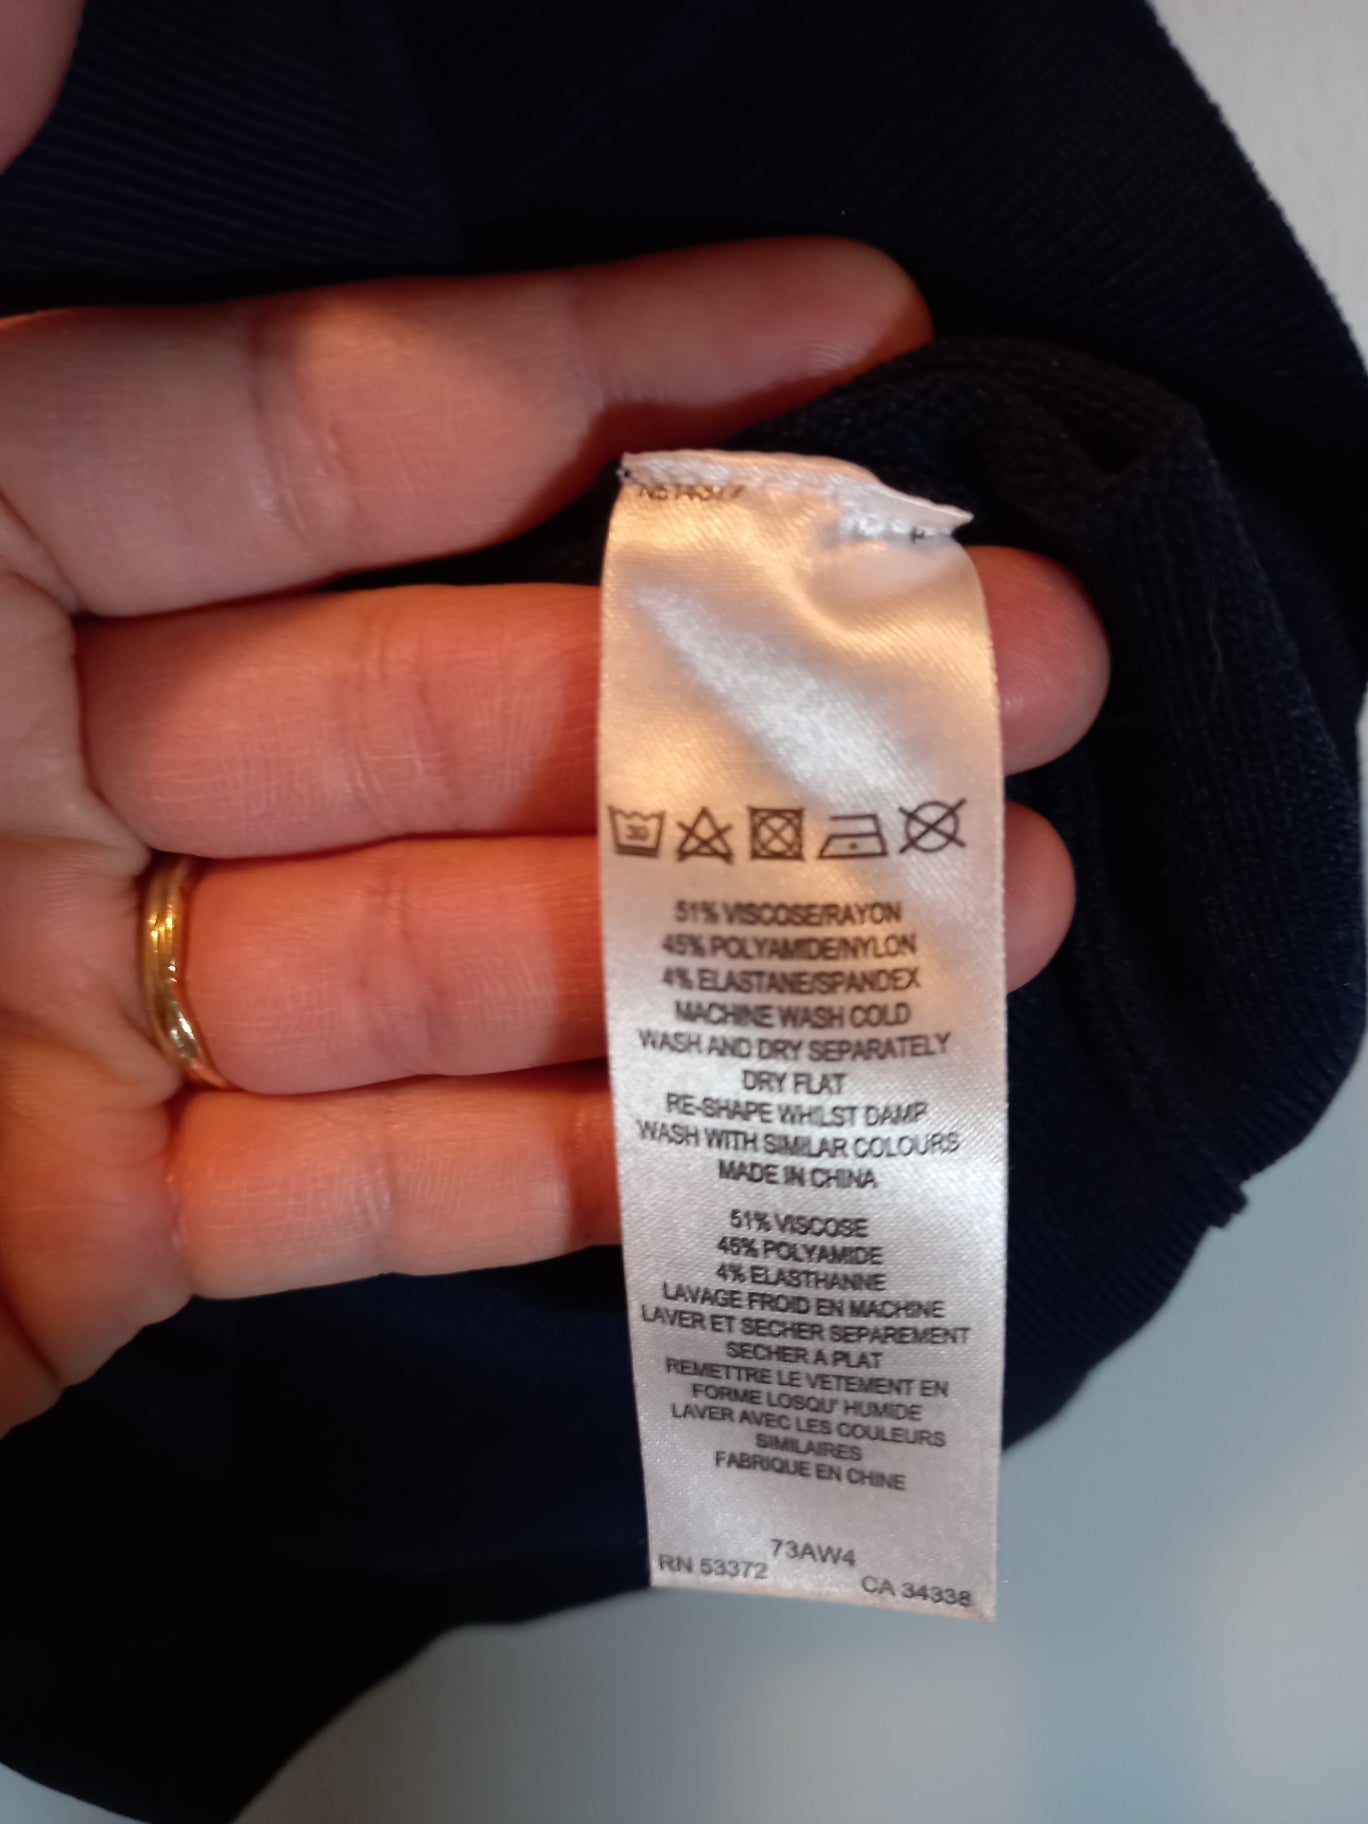 30
51% VISCOSE/RAYON
45% POLYAMIDE/NYLON
4% ELASTANE/SPANDEX
MACHINE WASH COLD
WASH AND DRY SEPARATELY
DRY FLAT
RE-SHAPE WHILST DAMP
WASH WITH SIMILAR COLOURS
MADE IN CHINA
51% VISCOSE
45% POLYAMIDE
4% ELASTHANNE
LAVAGE FROID EN MACHINE
LAVER ET SECHER SEPAREMENT
SECHER A PLAT
REMETTRE LE VETEMENT EN
FORME LOSQU' HUMIDE
LAVER AVEC LES COULEURS
SIMILAIRES
FABRIQUE EN CHINE
73AW4
RN 53372 CA 34338